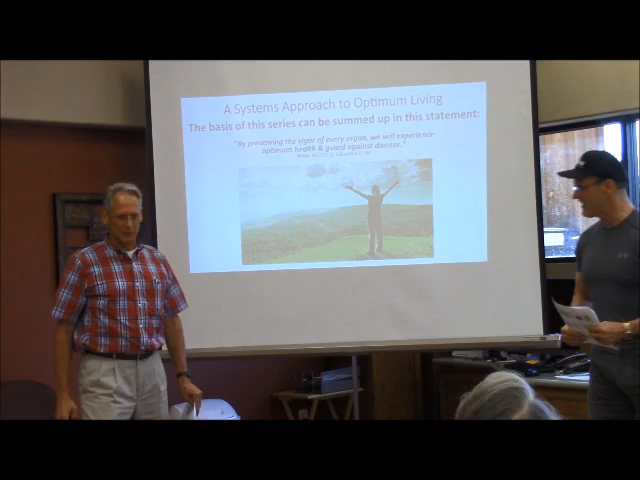 A Systems Approach to Optimum Living
The basis of this series can be summed up in this statement:
"By preserving the vigor of every organ, we will experience
optimum health & guard against disease."